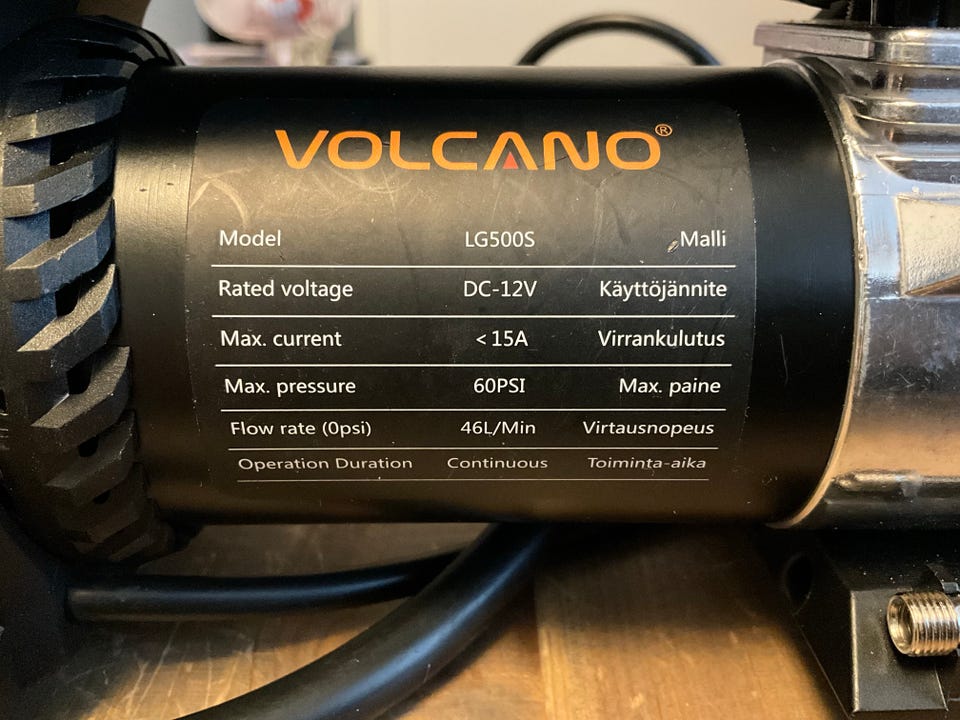 VOLCANO®
Model LG500S Malli
Rated voltage DC-12V Käyttöjännite
Max. current <15A Virrankulutus
Max. pressure 60PSI Max. paine
Flow rate (0psi) 46L/Min Virtausnopeus
Operation Duration Continuous Toiminta-aika